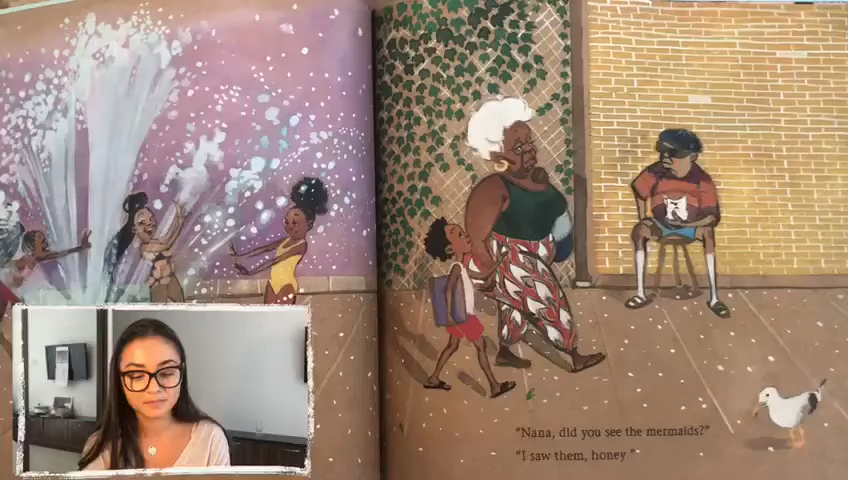 "Nana, did you see the mermaids?"
"I saw them, honey."